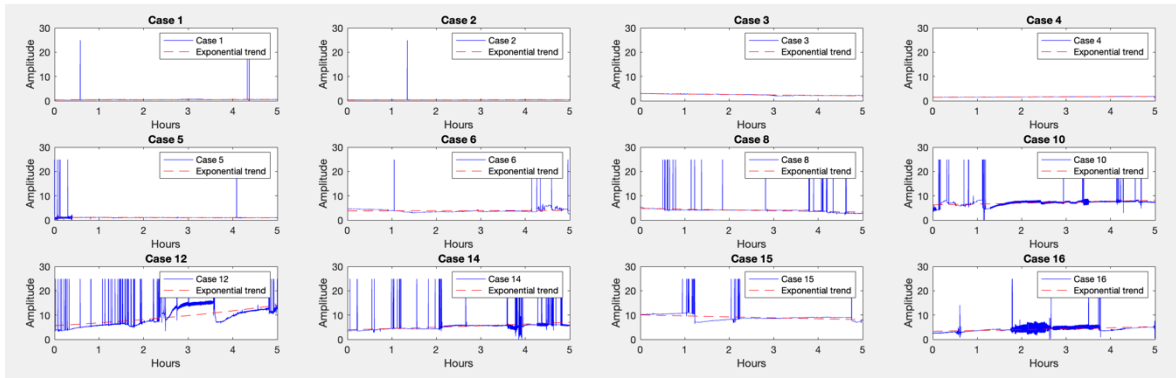 Case 1 Case 2 Case 3 Case 4
30 Case 1 30 Case 2 30 Case 3 30 Case 4
20 Exponential trend 20 Exponential trend 20 Exponential trend 20 Exponential trend
Amplitude Amplitude Amplitude Amplitude
10 10 10 10
0 0 0 0
0 1 2 3 4 5 0 1 2 3 4 5 0 1 2 3 4 5 0 1 2 3 4 5
Hours Hours Hours Hours
Case 5 Case 6 Case 8 Case 10
30 Case 5 30 Case 6 30 Case 8 30 Case 10
20 Exponential trend 20 Exponential trend 20 Exponential trend 20 Exponential trend
Amplitude Amplitude Amplitude Amplitude
10 10 10 10
0 0 0 0
0 1 2 3 4 5 0 1 2 3 4 5 0 1 2 3 4 5 0 1 2 3 4 5
Hours Hours Hours Hours
Case 12 Case 14 Case 15 Case 16
30 Case 12 30 Case 14 30 Case 15 30 Case 16
20 Exponential trend 20 Exponential trend 20 Exponential trend 20 Exponential trend
Amplitude Amplitude Amplitude Amplitude
10 10 10 10
0 0 0 0
0 1 2 3 4 5 0 1 2 3 4 5 0 1 2 3 4 5 0 1 2 3 4 5
Hours Hours Hours Hours